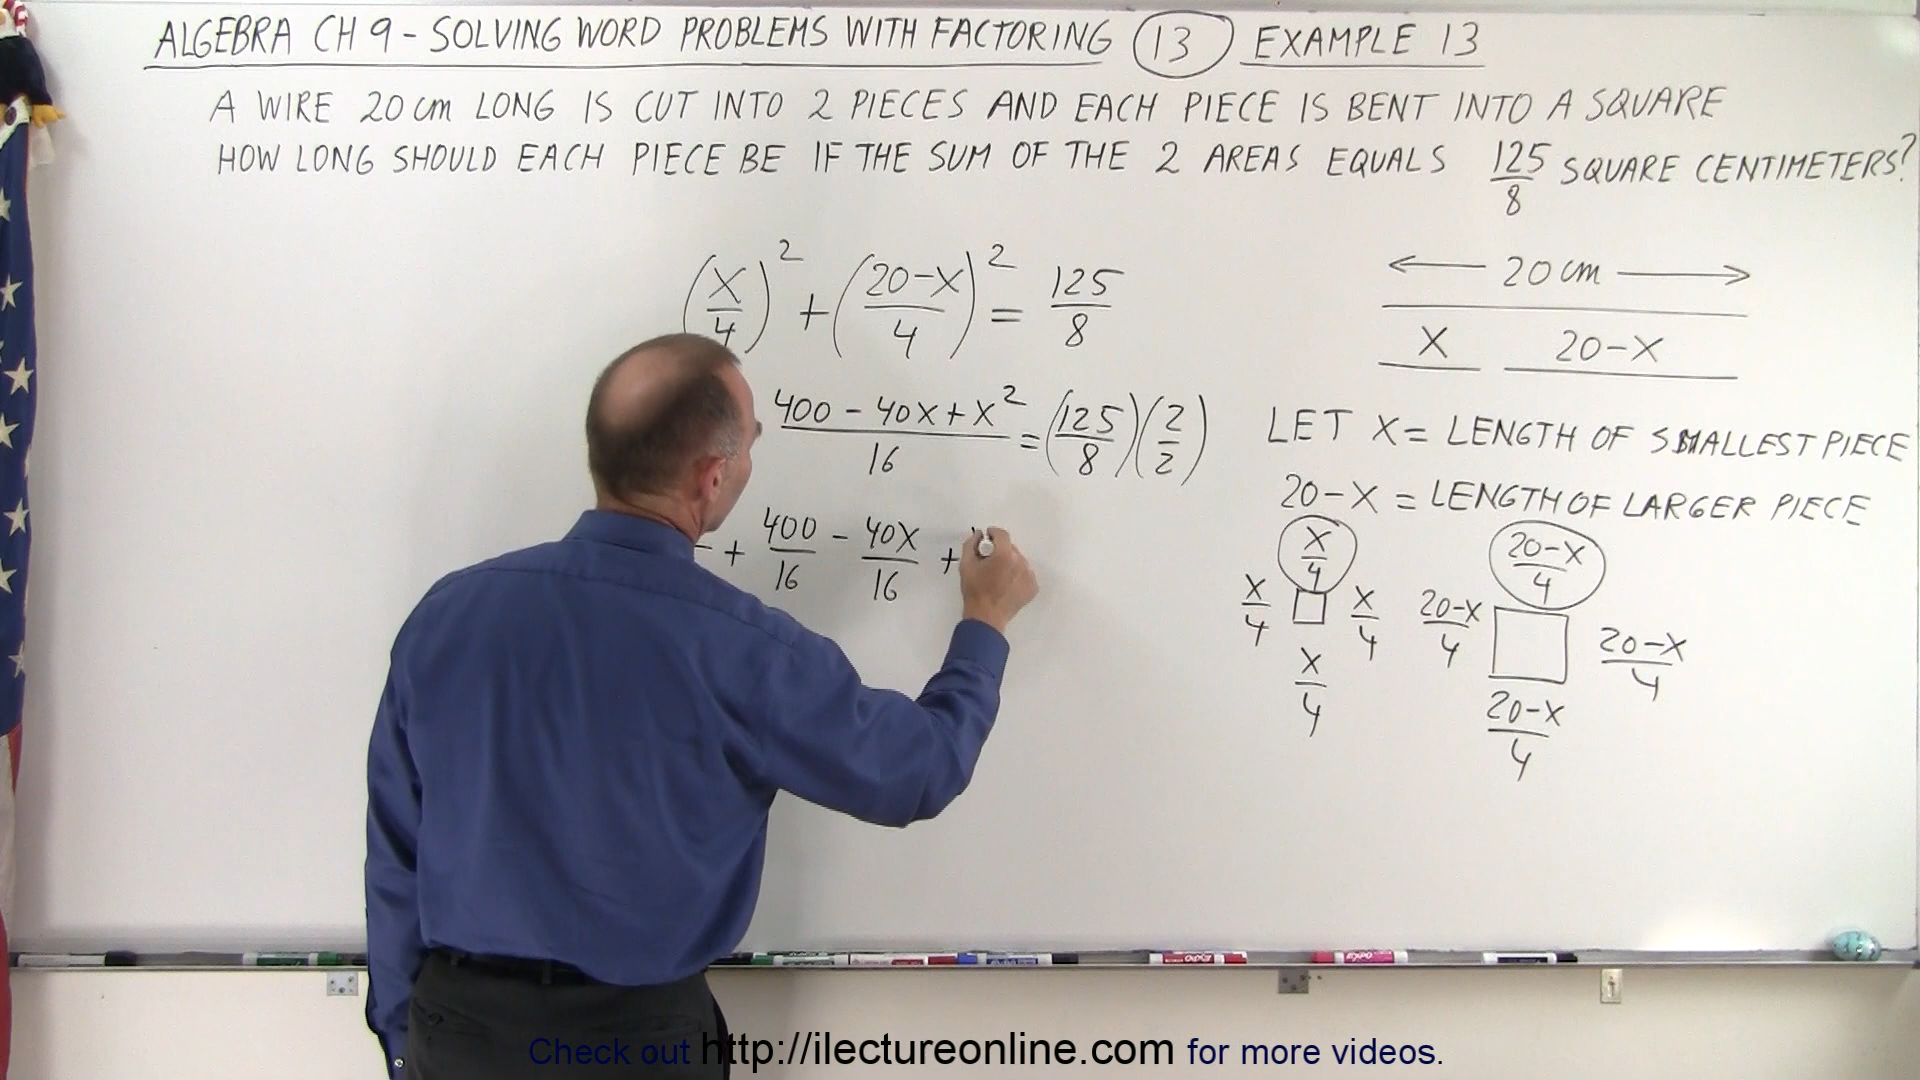 ALGEBRA CH 9 - SOLVING WORD PROBLEMS WITH FACTORING 13 EXAMPLE 13
A WIRE 20 cm LONG IS CUT INTO 2 PIECES AND EACH PIECE IS BENT INTO A SQUARE
HOW LONG SHOULD EACH PIECE BE IF THE SUM OF THE 2 AREAS EQUALS 125/8 SQUARE CENTIMETERS?
(x/4)² + (20-x/4)² = 125/8
400 - 40x + x²/16 = (125/8)(2/2)
+ 400/16 - 40x/16 +
20 cm
x 20-x
LET x = LENGTH OF SMALLEST PIECE
20-x = LENGTH OF LARGER PIECE
x/4 20-x/4
x/4 x/4 20-x/4 20-x/4
x/4 20-x/4
EXPO
Check out http://ilectureonline.com for more videos.